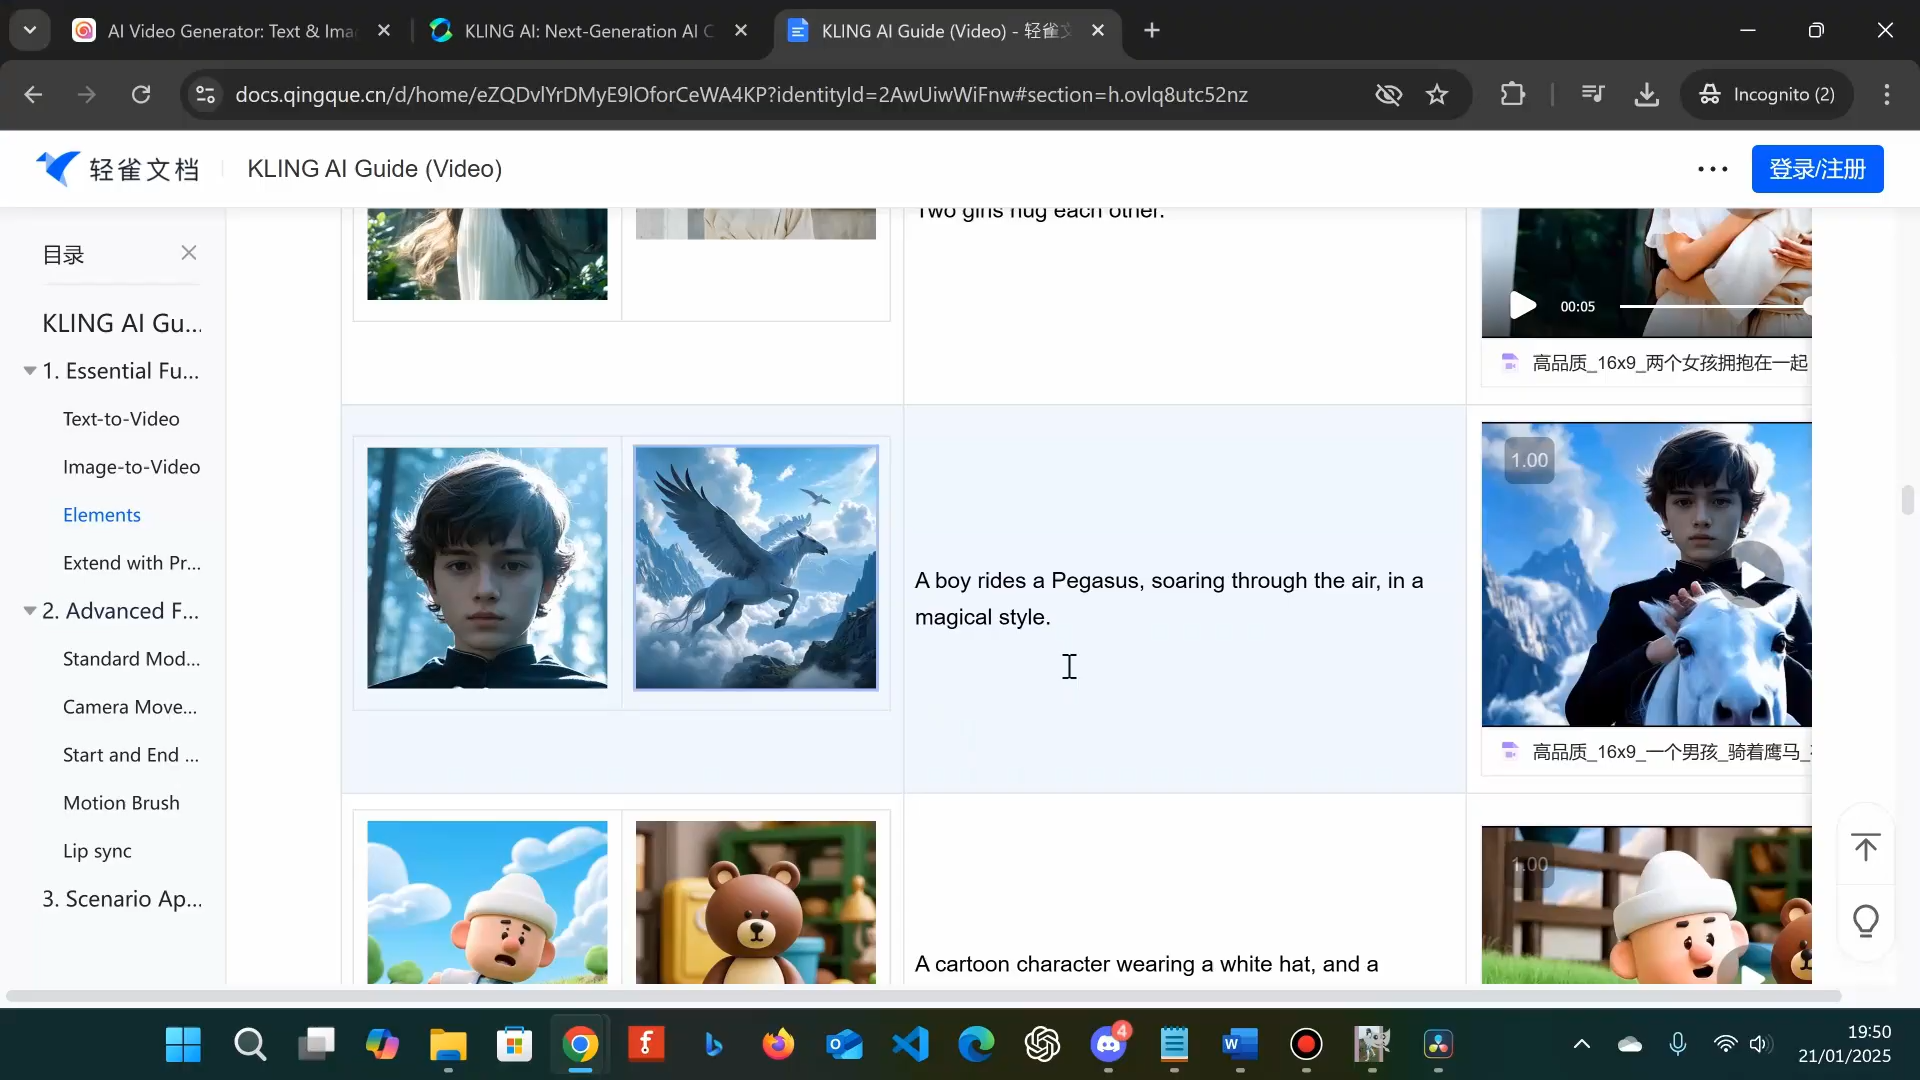 AI Video Generator: Text & Ima
KLING AI: Next-Generation AI C
KLING AI Guide (Video) - 轻雀文
docs.qingque.cn/d/home/eZQDvlYrDMyE9lOforCeWA4KP?identityId=2AwUiwWiFnw#section=h.ovlq8utc52nz
Incognito (2)
轻雀文档
KLING AI Guide (Video)
登录/注册
目录
KLING AI Gu...
1. Essential Fu...
Text-to-Video
Image-to-Video
Elements
Extend with Pr...
2. Advanced F...
Standard Mod...
Camera Move...
Start and End ...
Motion Brush
Lip sync
3. Scenario Ap...
Two girls hug each other.
00:05
高品质_16x9_两个女孩拥抱在一起
A boy rides a Pegasus, soaring through the air, in a
magical style.
1.00
高品质_16x9_一个男孩_骑着鹰马_
A cartoon character wearing a white hat, and a
1.00
4
19:50
21/01/2025